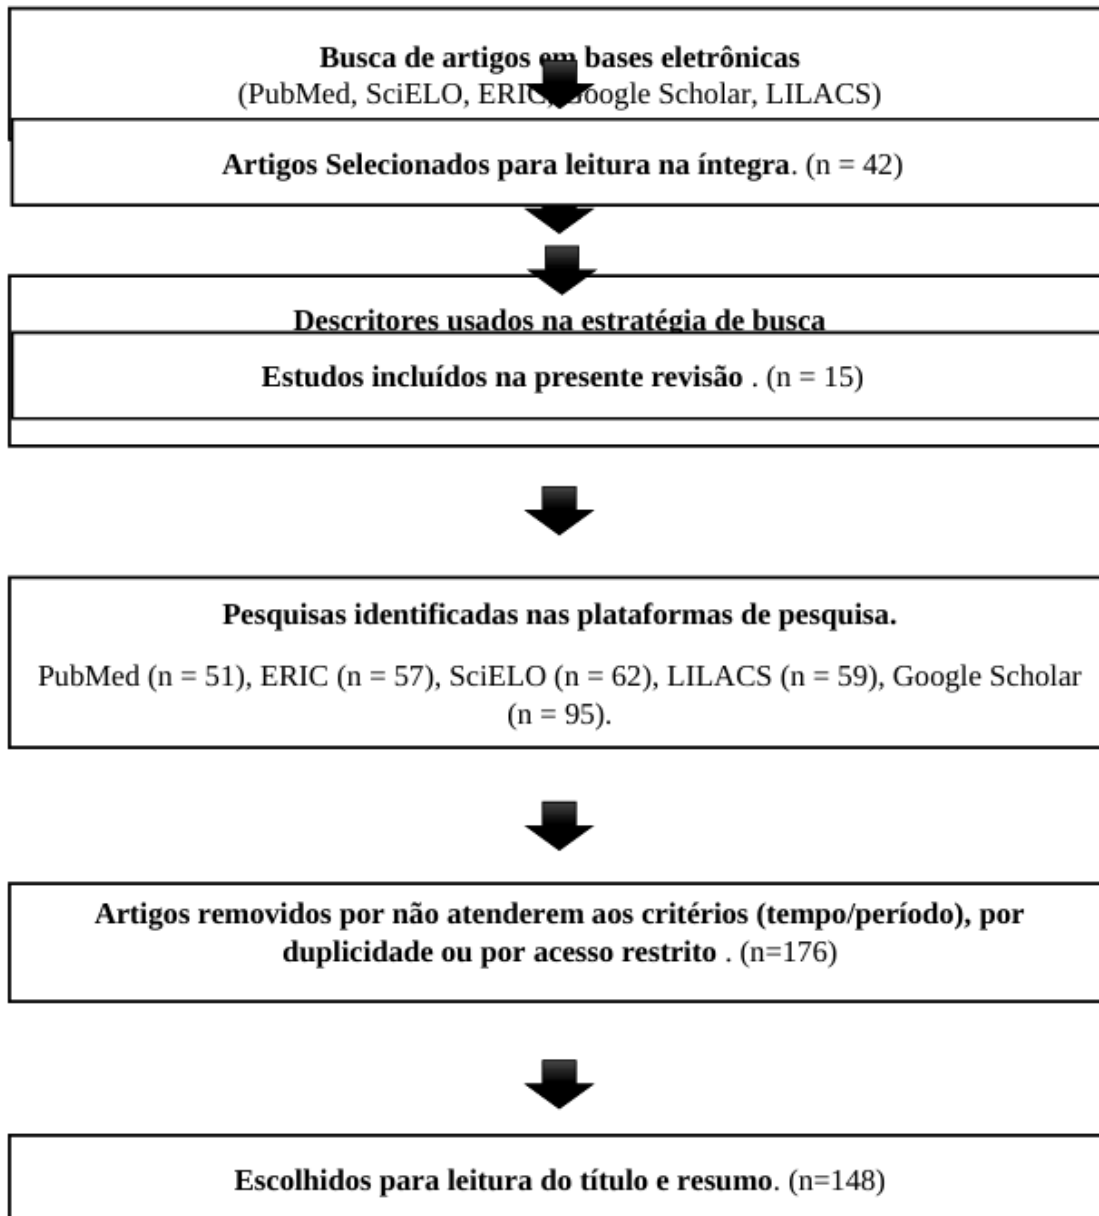 Busca de artigos em bases eletrônicas
(PubMed, SciELO, ERIC, Google Scholar, LILACS)
Artigos Selecionados para leitura na íntegra. (n = 42)
Descritores usados na estratégia de busca
Estudos incluídos na presente revisão . (n = 15)
Pesquisas identificadas nas plataformas de pesquisa.
PubMed (n = 51), ERIC (n = 57), SciELO (n = 62), LILACS (n = 59), Google Scholar
(n = 95).
Artigos removidos por não atenderem aos critérios (tempo/período), por
duplicidade ou por acesso restrito . (n=176)
Escolhidos para leitura do título e resumo. (n=148)